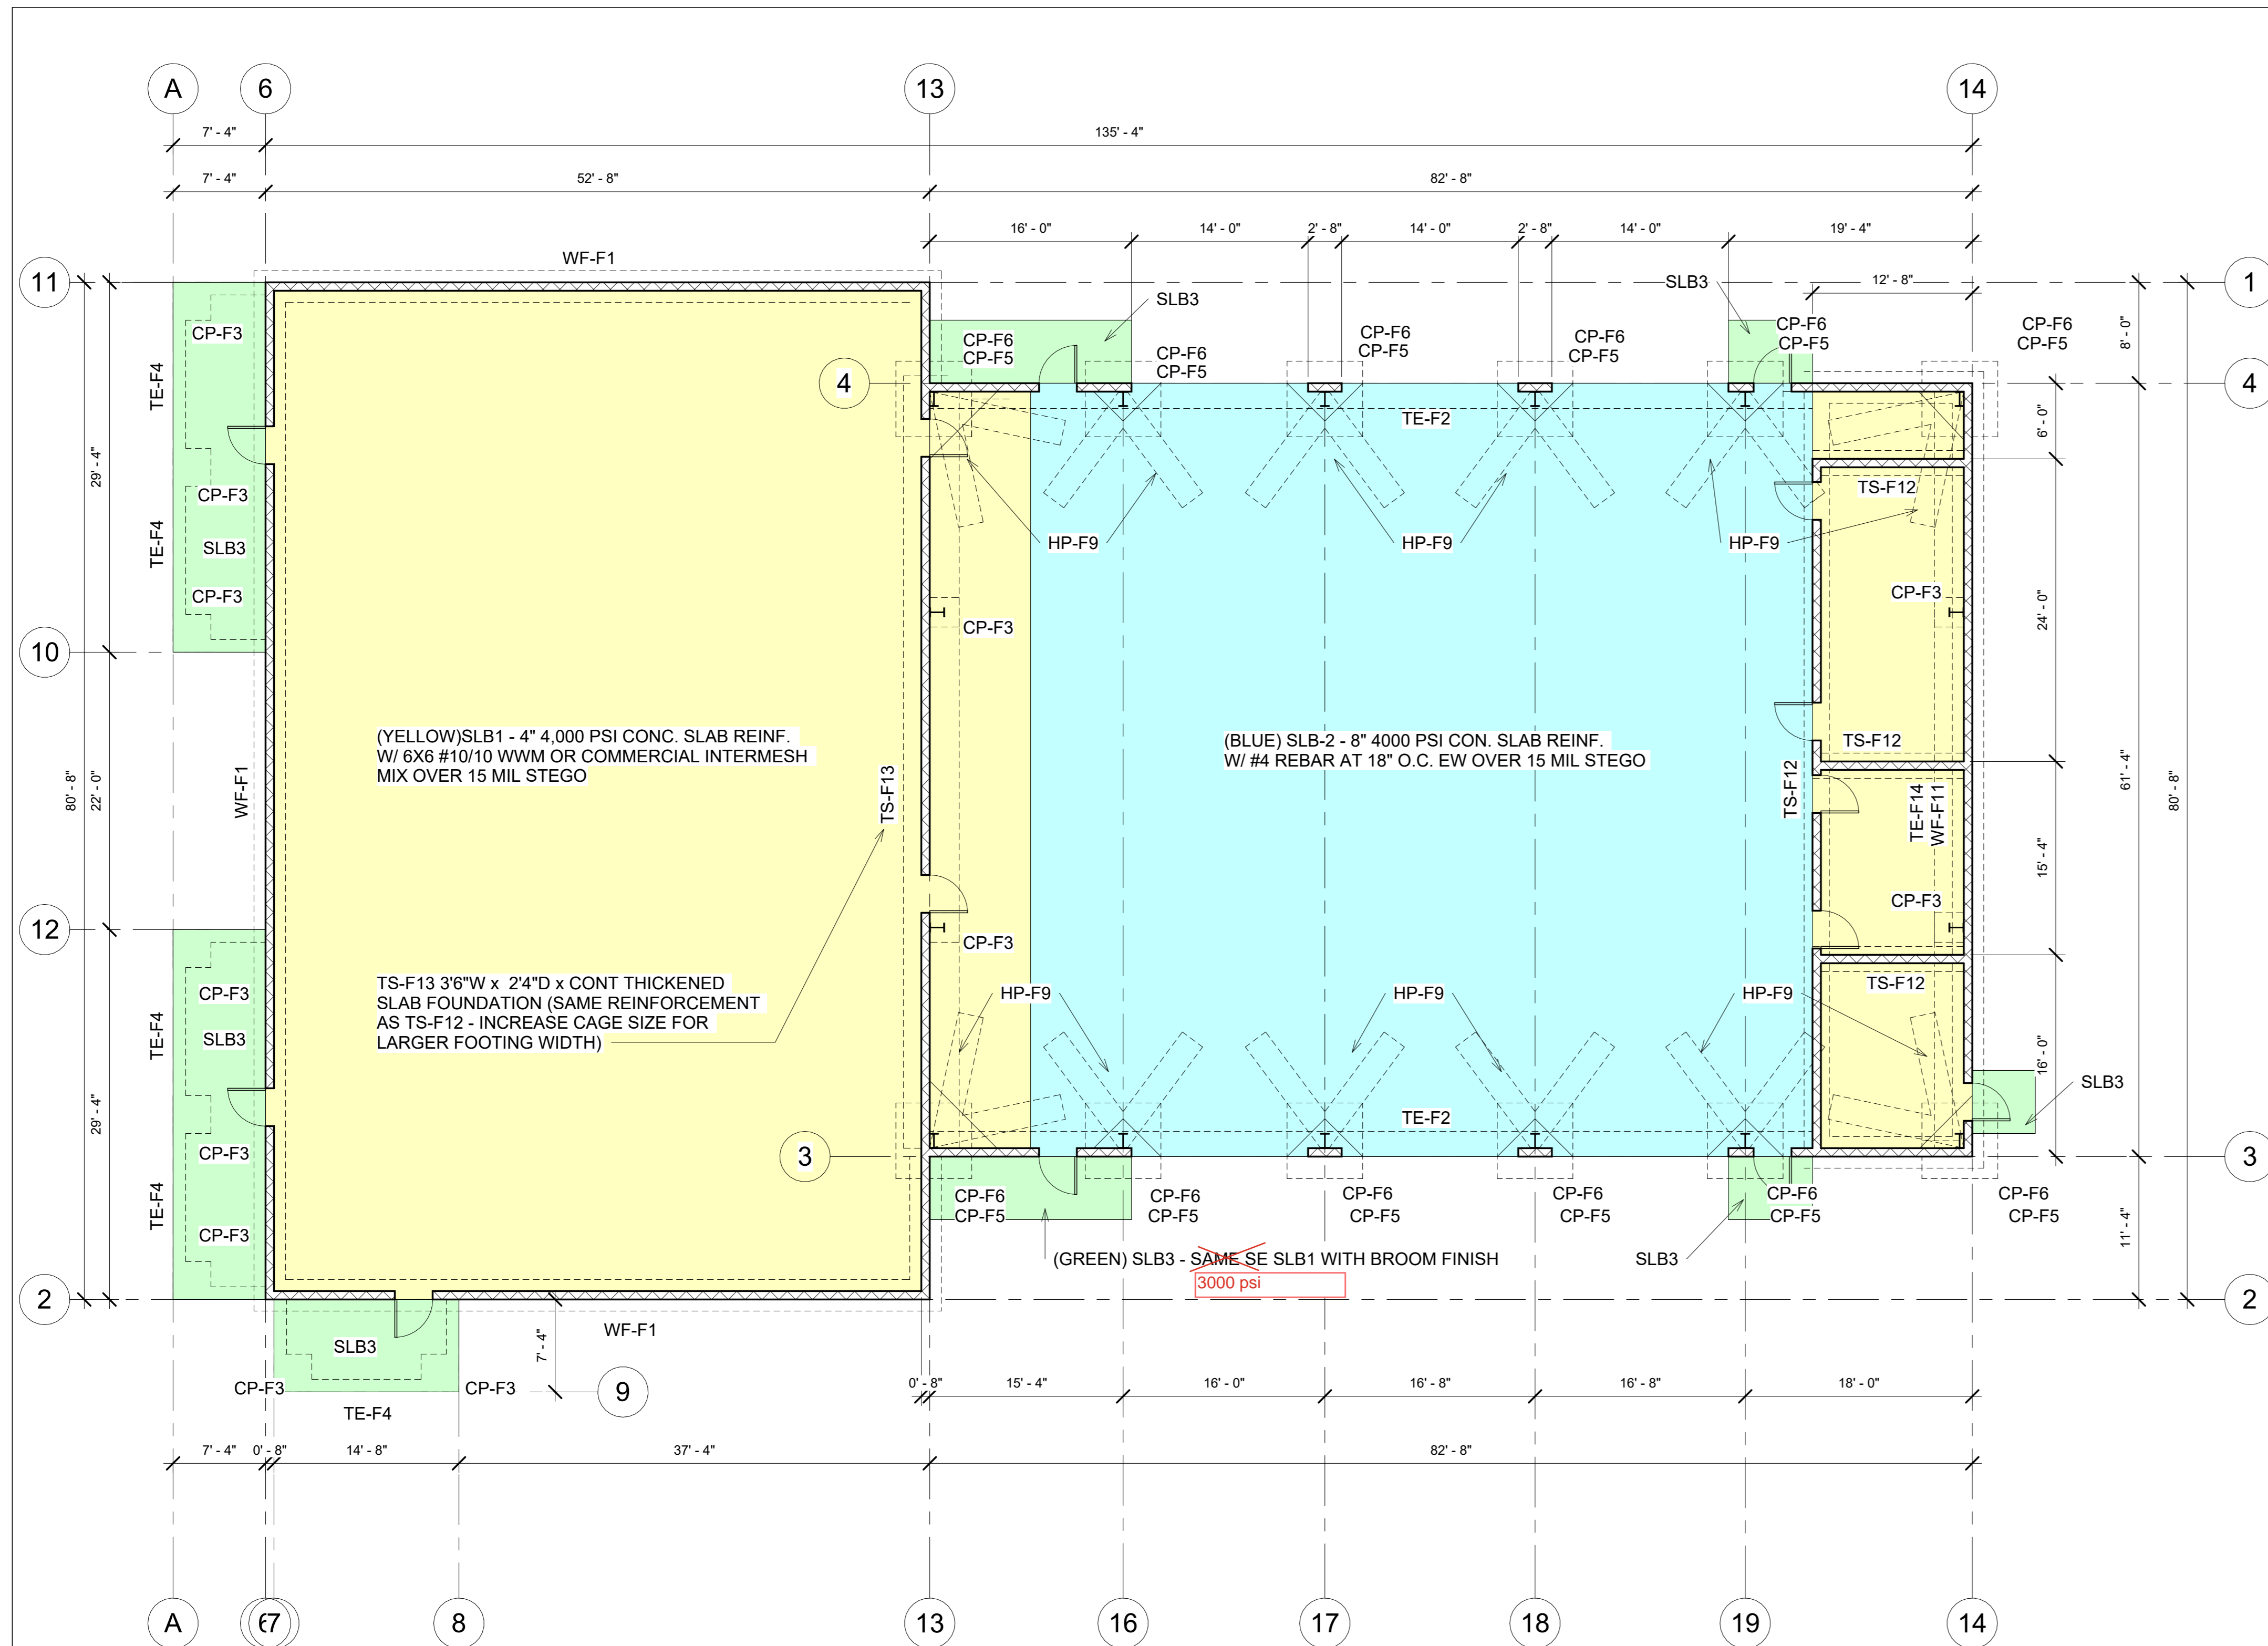 A
6
13
14
7' - 4"
135' - 4"
7' - 4"
52' - 8"
82' - 8"
16' - 0"
14' - 0"
2' - 8"
14' - 0"
2' - 8"
14' - 0"
19' - 4"
WF-F1
11
SLB3
SLB3
12' - 8"
1
CP-F3
CP-F6
CP-F5
CP-F6
CP-F5
CP-F6
CP-F5
CP-F6
CP-F5
CP-F6
CP-F5
CP-F6
CP-F5
8' - 0"
TE-F4
4
4
TE-F2
6' - 0"
29' - 4"
CP-F3
TS-F12
TE-F4
SLB3
HP-F9
HP-F9
HP-F9
CP-F3
CP-F3
CP-F3
24' - 0"
10
(YELLOW)SLB1 - 4" 4,000 PSI CONC. SLAB REINF.
W/ 6X6 #10/10 WWM OR COMMERCIAL INTERMESH
MIX OVER 15 MIL STEGO
(BLUE) SLB-2 - 8" 4000 PSI CON. SLAB REINF.
W/ #4 REBAR AT 18" O.C. EW OVER 15 MIL STEGO
TS-F12
80' - 8"
22' - 0"
WF-F1
TS-F13
TS-F12
TE-F14
WF-F11
61' - 4"
80' - 8"
15' - 4"
12
CP-F3
CP-F3
CP-F3
TS-F13 3'6"W x 2'4"D x CONT THICKENED
SLAB FOUNDATION (SAME REINFORCEMENT
AS TS-F12 - INCREASE CAGE SIZE FOR
LARGER FOOTING WIDTH)
HP-F9
HP-F9
HP-F9
TS-F12
TE-F4
SLB3
16' - 0"
SLB3
29' - 4"
TE-F2
CP-F3
3
3
TE-F4
CP-F6
CP-F5
CP-F6
CP-F5
CP-F6
CP-F5
CP-F6
CP-F5
CP-F6
CP-F5
CP-F6
CP-F5
CP-F3
11' - 4"
(GREEN) SLB3 - SAME SE SLB1 WITH BROOM FINISH
3000 psi
SLB3
2
2
WF-F1
SLB3
7' - 4"
CP-F3
CP-F3
9
0' - 8"
15' - 4"
16' - 0"
16' - 8"
16' - 8"
18' - 0"
TE-F4
7' - 4"
0' - 8"
14' - 8"
37' - 4"
82' - 8"
A
6
7
8
13
16
17
18
19
14